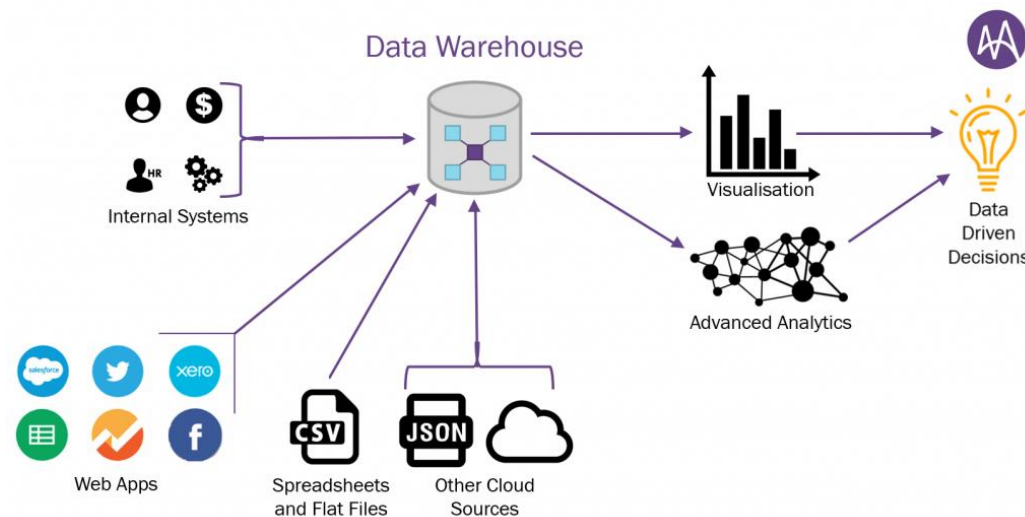 Data Warehouse
$
HR
Internal Systems
Visualisation
Data
Driven
Decisions
Advanced Analytics
salesforce
xero
f
Web Apps
CSV
Spreadsheets
and Flat Files
JSON
Other Cloud
Sources